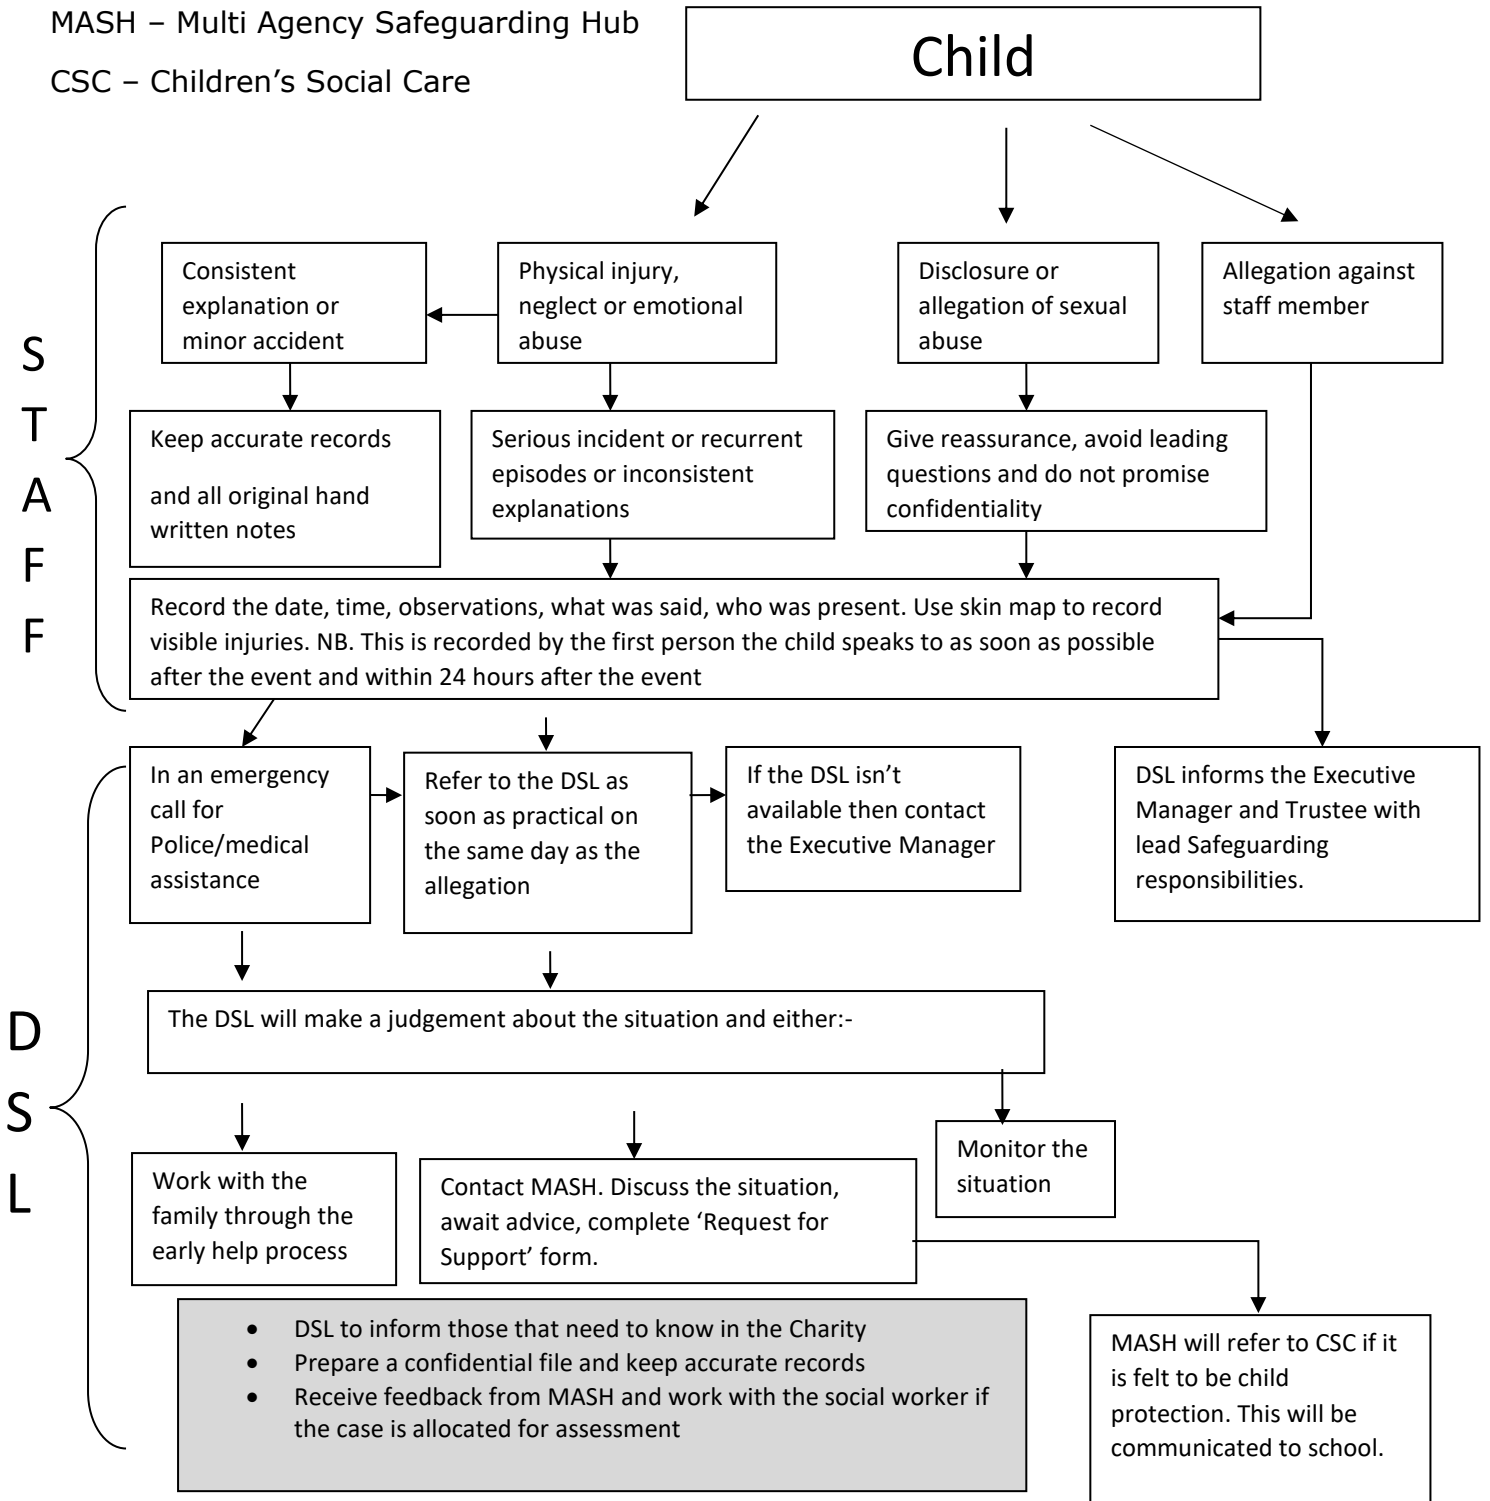 MASH – Multi Agency Safeguarding Hub
CSC – Children’s Social Care
Child
S
T
A
F
F
Consistent
explanation or
minor accident
Physical injury,
neglect or emotional
abuse
Disclosure or
allegation of sexual
abuse
Allegation against
staff member
Keep accurate records
and all original hand
written notes
Serious incident or recurrent
episodes or inconsistent
explanations
Give reassurance, avoid leading
questions and do not promise
confidentiality
Record the date, time, observations, what was said, who was present. Use skin map to record
visible injuries. NB. This is recorded by the first person the child speaks to as soon as possible
after the event and within 24 hours after the event
D
S
L
In an emergency
call for
Police/medical
assistance
Refer to the DSL as
soon as practical on
the same day as the
allegation
If the DSL isn’t
available then contact
the Executive Manager
DSL informs the Executive
Manager and Trustee with
lead Safeguarding
responsibilities.
The DSL will make a judgement about the situation and either:-
Work with the
family through the
early help process
Contact MASH. Discuss the situation,
await advice, complete ‘Request for
Support’ form.
Monitor the
situation
• DSL to inform those that need to know in the Charity
• Prepare a confidential file and keep accurate records
• Receive feedback from MASH and work with the social worker if
the case is allocated for assessment
MASH will refer to CSC if it
is felt to be child
protection. This will be
communicated to school.